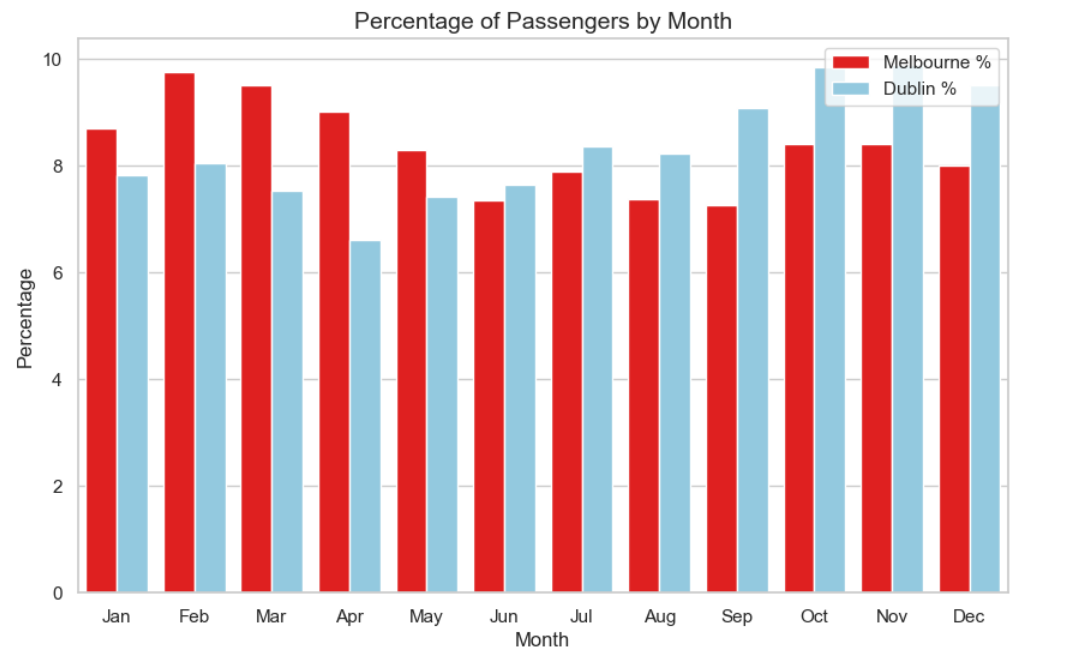 Percentage of Passengers by Month
Melbourne %
Dublin %
Percentage
10
8
6
4
2
0
Jan Feb Mar Apr May Jun Jul Aug Sep Oct Nov Dec
Month